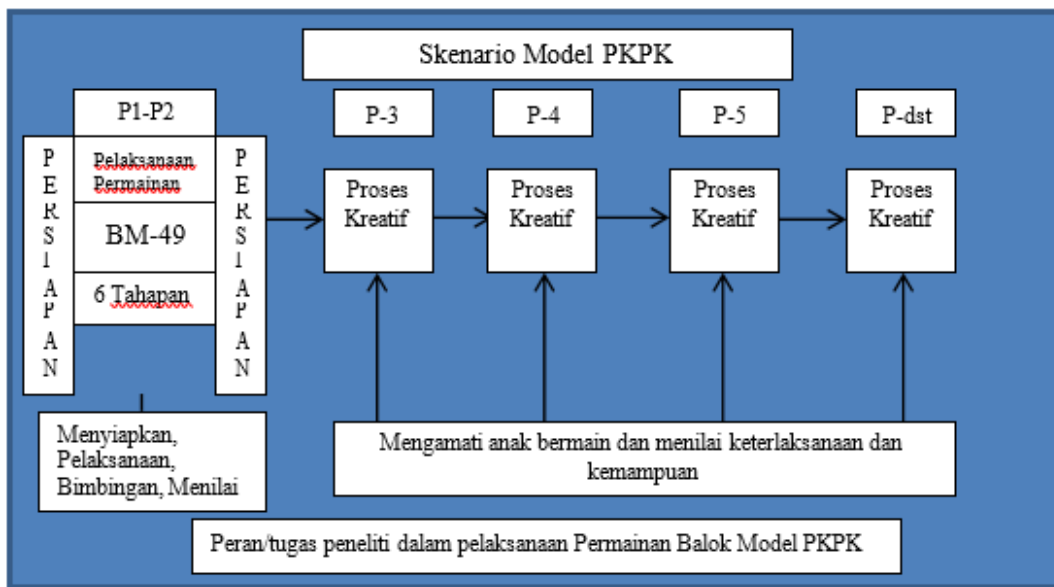 Skenario Model PKPK
P1-P2
P-3
P-4
P-5
P-dst
PERSIAPAN
Pelaksanaan
Permainan
BM-49
6 Tahapan
PERSIAPAN
Proses
Kreatif
Proses
Kreatif
Proses
Kreatif
Proses
Kreatif
Menyiapkan,
Pelaksanaan,
Bimbingan, Menilai
Mengamati anak bermain dan menilai keterlaksanaan dan
kemampuan
Peran/tugas peneliti dalam pelaksanaan Permainan Balok Model PKPK